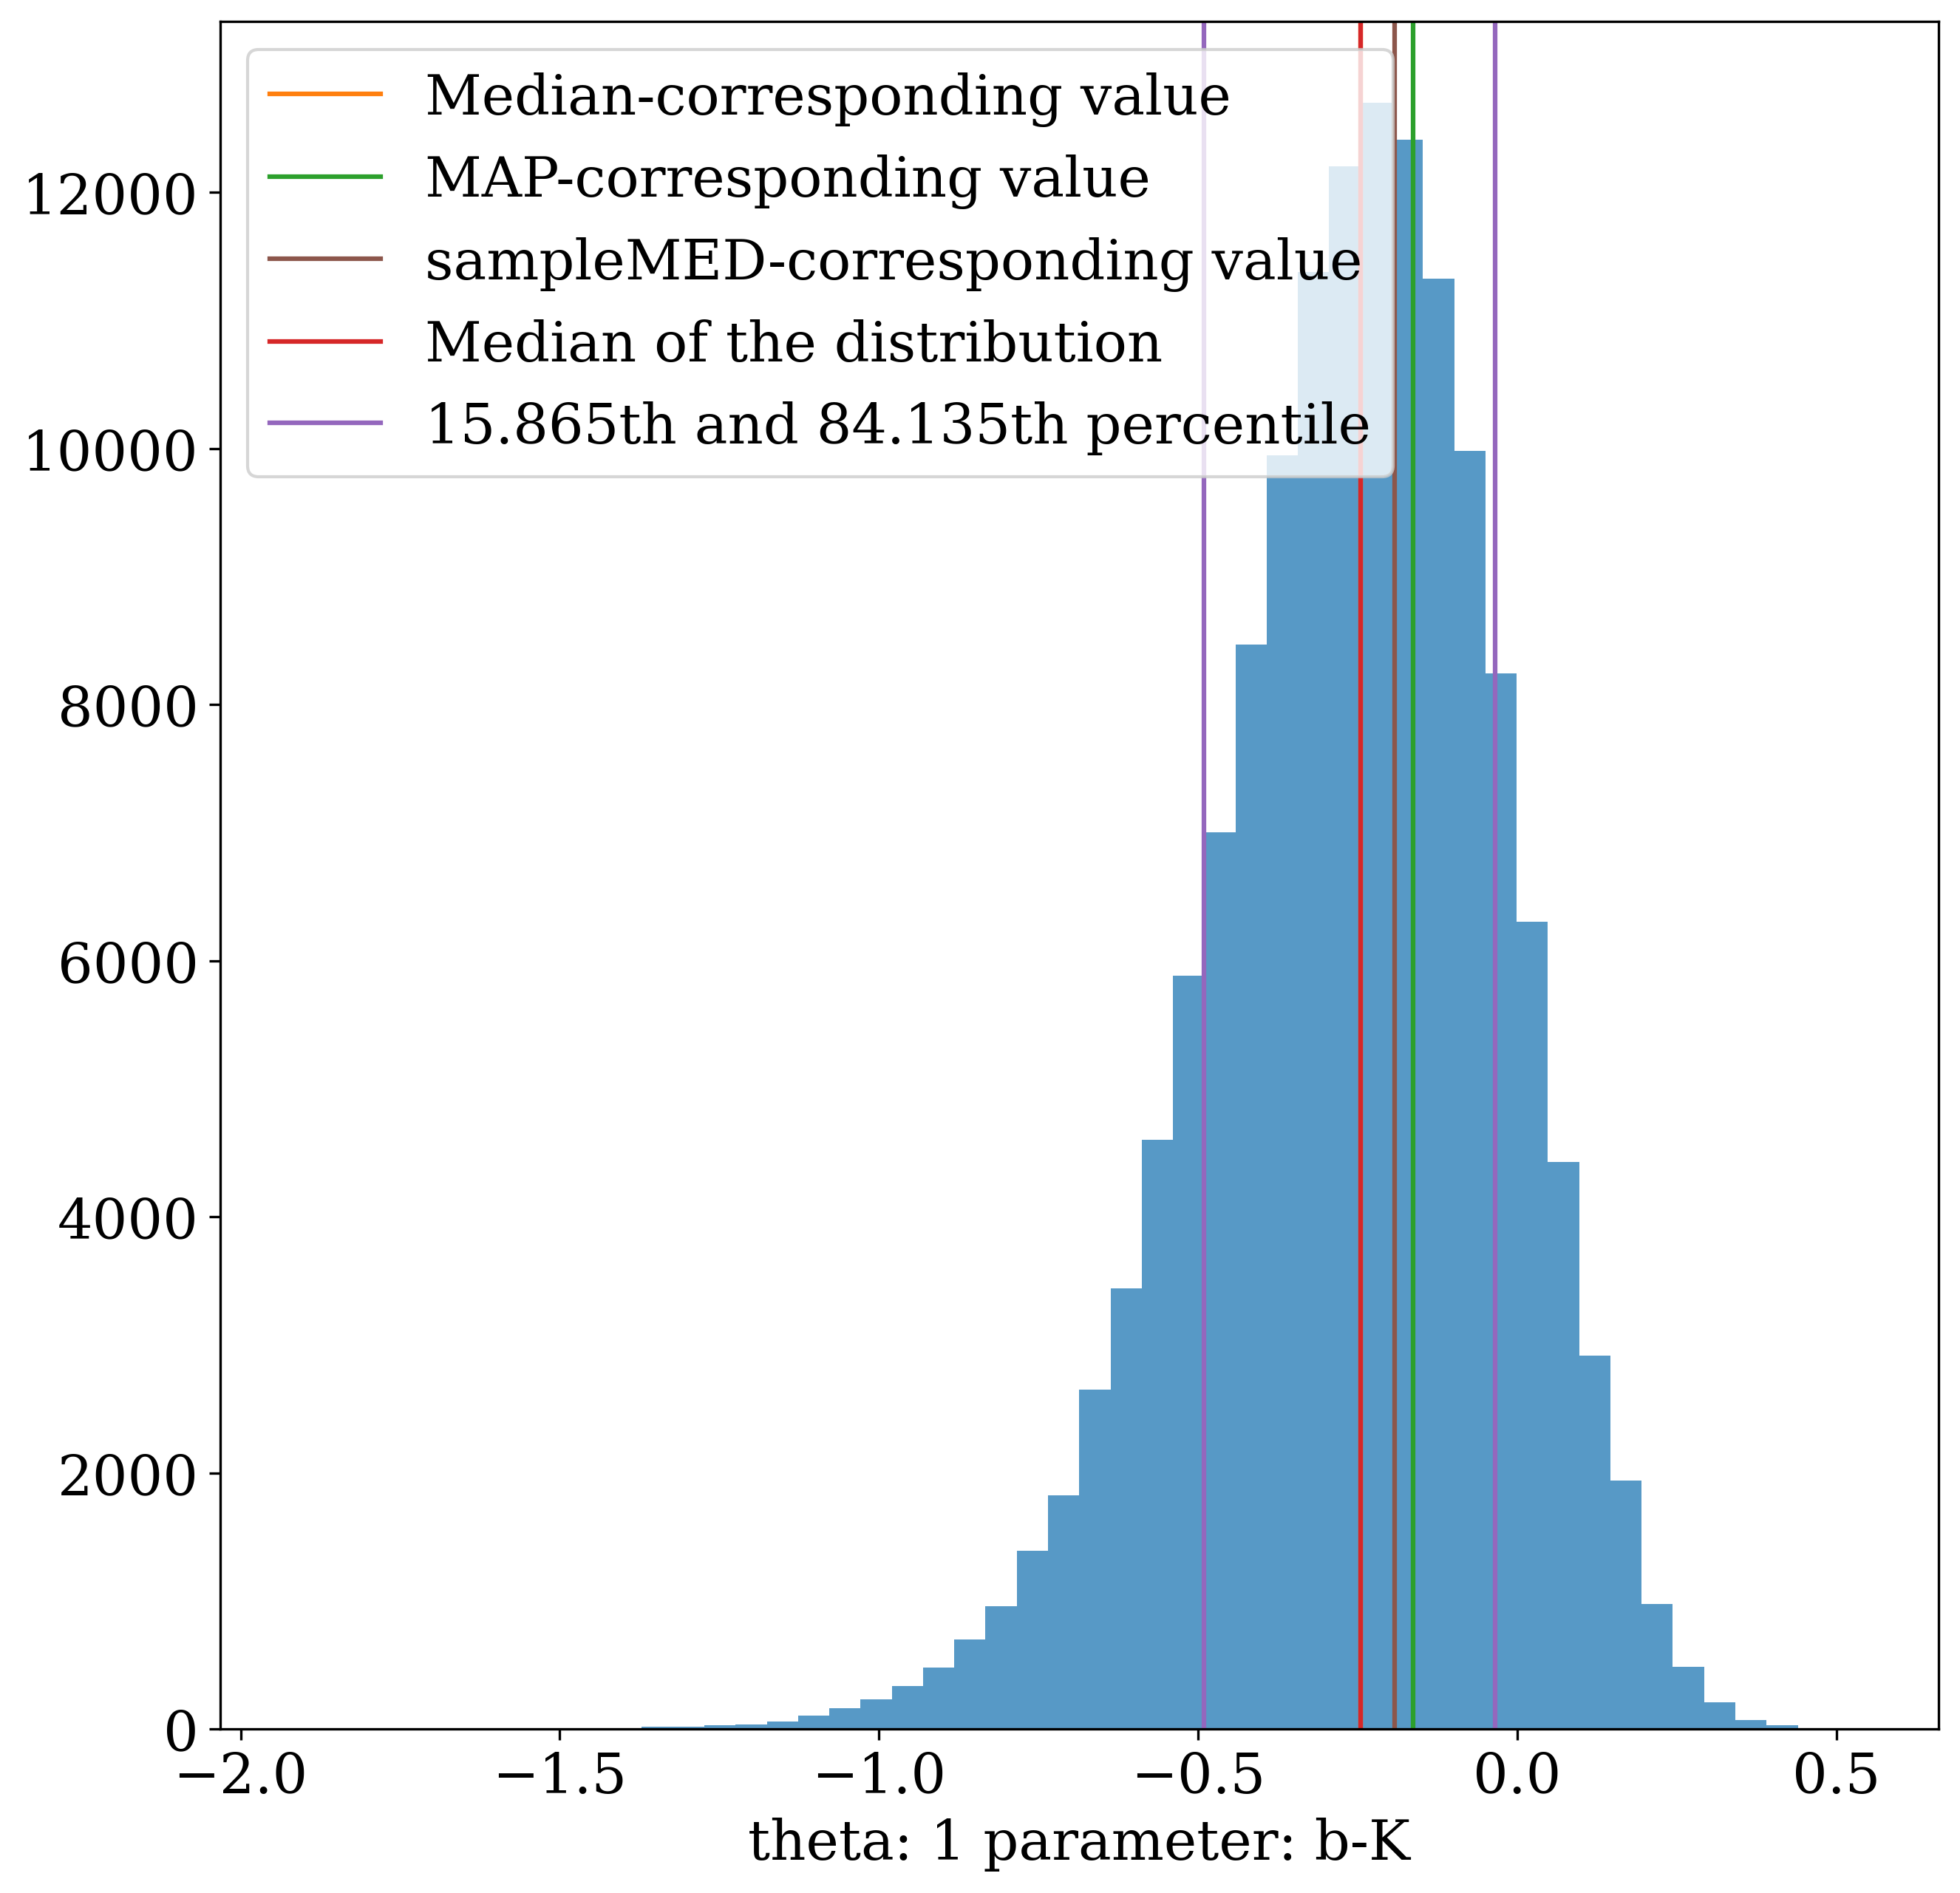 Median-corresponding value
MAP-corresponding value
sampleMED-corresponding value
Median of the distribution
15.865th and 84.135th percentile
12000
10000
8000
6000
4000
2000
0
−2.0 −1.5 −1.0 −0.5 0.0 0.5
theta: 1 parameter: b-K